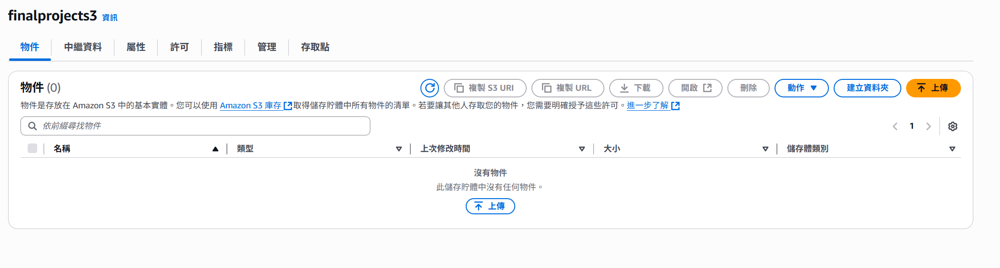 finalprojects3 資訊
物件 中繼資料 屬性 許可 指標 管理 存取點
物件 (0) 複製 S3 URI 複製 URL 下載 開啟 刪除 動作 建立資料夾 上傳
物件是存放在 Amazon S3 中的基本實體。您可以使用 Amazon S3 庫存 取得儲存貯體中所有物件的清單。若要讓其他人存取您的物件，您需要明確授予這些許可。進一步了解
依前綴尋找物件 1
名稱 類型 上次修改時間 大小 儲存體類別
沒有物件
此儲存貯體中沒有任何物件。
上傳